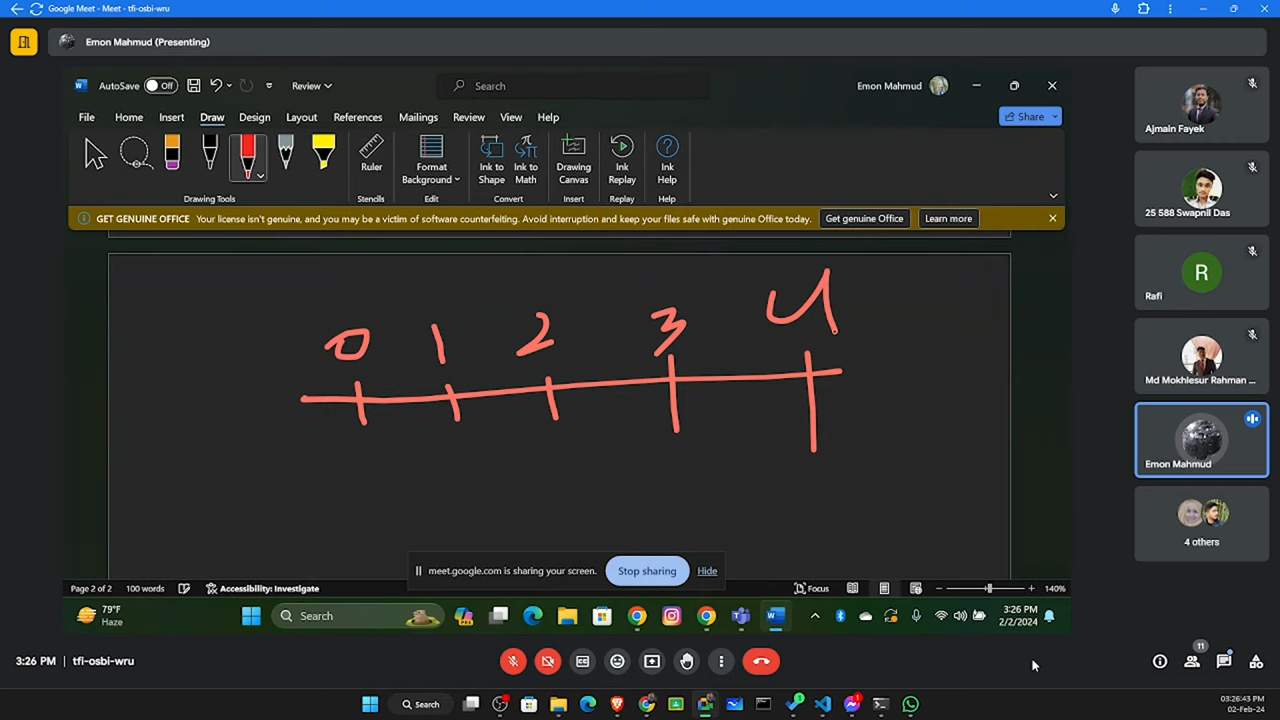 Google Meet - Meet - tfi-osbi-wru
Emon Mahmud (Presenting)
AutoSave Off Review Search Emon Mahmud
File Home Insert Draw Design Layout References Mailings Review View Help Share
Ruler
Format Background
Ink to Shape
Ink to Math
Drawing Canvas
Ink Replay
Ink Help
Drawing Tools Stencils Edit Convert Insert Replay Help
GET GENUINE OFFICE Your license isn't genuine, and you may be a victim of software counterfeiting. Avoid interruption and keep your files safe with genuine Office today. Get genuine Office Learn more
0 1 2 3 4
meet.google.com is sharing your screen. Stop sharing Hide
Page 2 of 2 100 words Accessibility: Investigate Focus 140%
79°F
Haze
Search
3:26 PM
2/2/2024
Ajmain Fayek
25 588 Swapnil Das
R
Rafi
Md Mokhlesur Rahman ...
Emon Mahmud
4 others
3:26 PM | tfi-osbi-wru
11
Search
1
1
03:26:43 PM
02-Feb-24